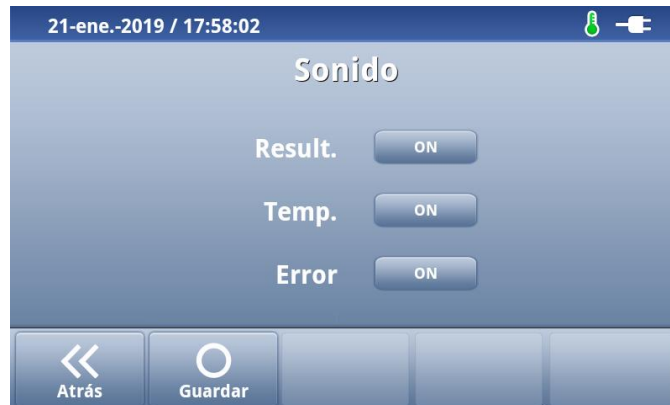 21-ene.-2019 / 17:58:02
Sonido
Result. ON
Temp. ON
Error ON
Atrás Guardar